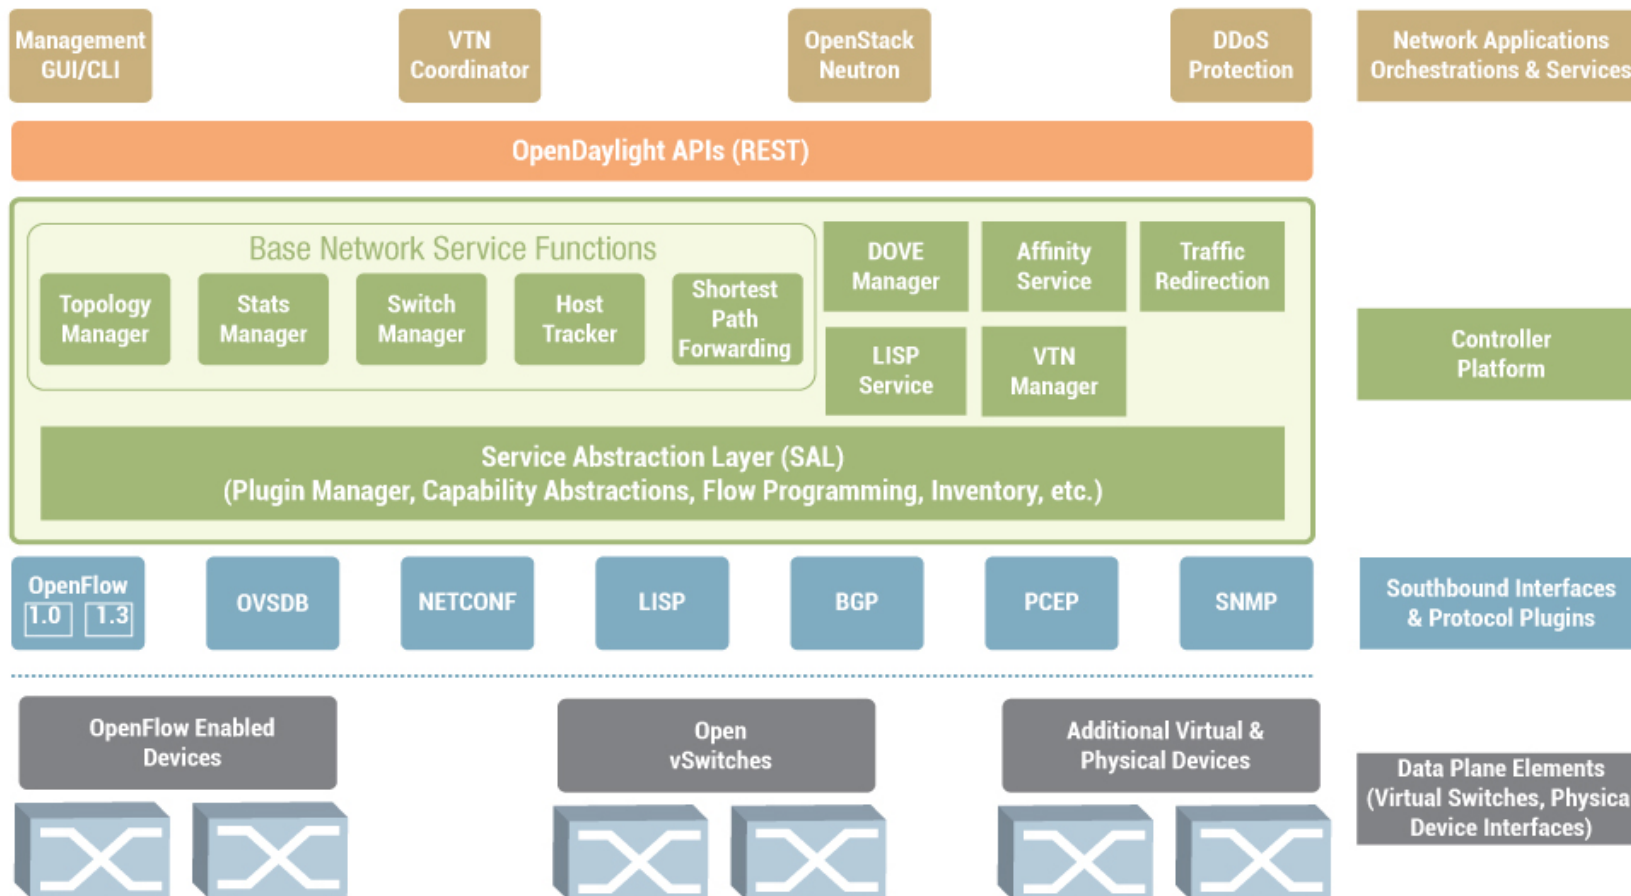 Management
GUI/CLI
VTN
Coordinator
OpenStack
Neutron
DDoS
Protection
Network Applications
Orchestrations & Services
OpenDaylight APIs (REST)
Base Network Service Functions
Topology
Manager
Stats
Manager
Switch
Manager
Host
Tracker
Shortest
Path
Forwarding
DOVE
Manager
Affinity
Service
Traffic
Redirection
LISP
Service
VTN
Manager
Controller
Platform
Service Abstraction Layer (SAL)
(Plugin Manager, Capability Abstractions, Flow Programming, Inventory, etc.)
OpenFlow
1.0 1.3
OVSDB
NETCONF
LISP
BGP
PCEP
SNMP
Southbound Interfaces
& Protocol Plugins
OpenFlow Enabled
Devices
Open
vSwitches
Additional Virtual &
Physical Devices
Data Plane Elements
(Virtual Switches, Physica
Device Interfaces)